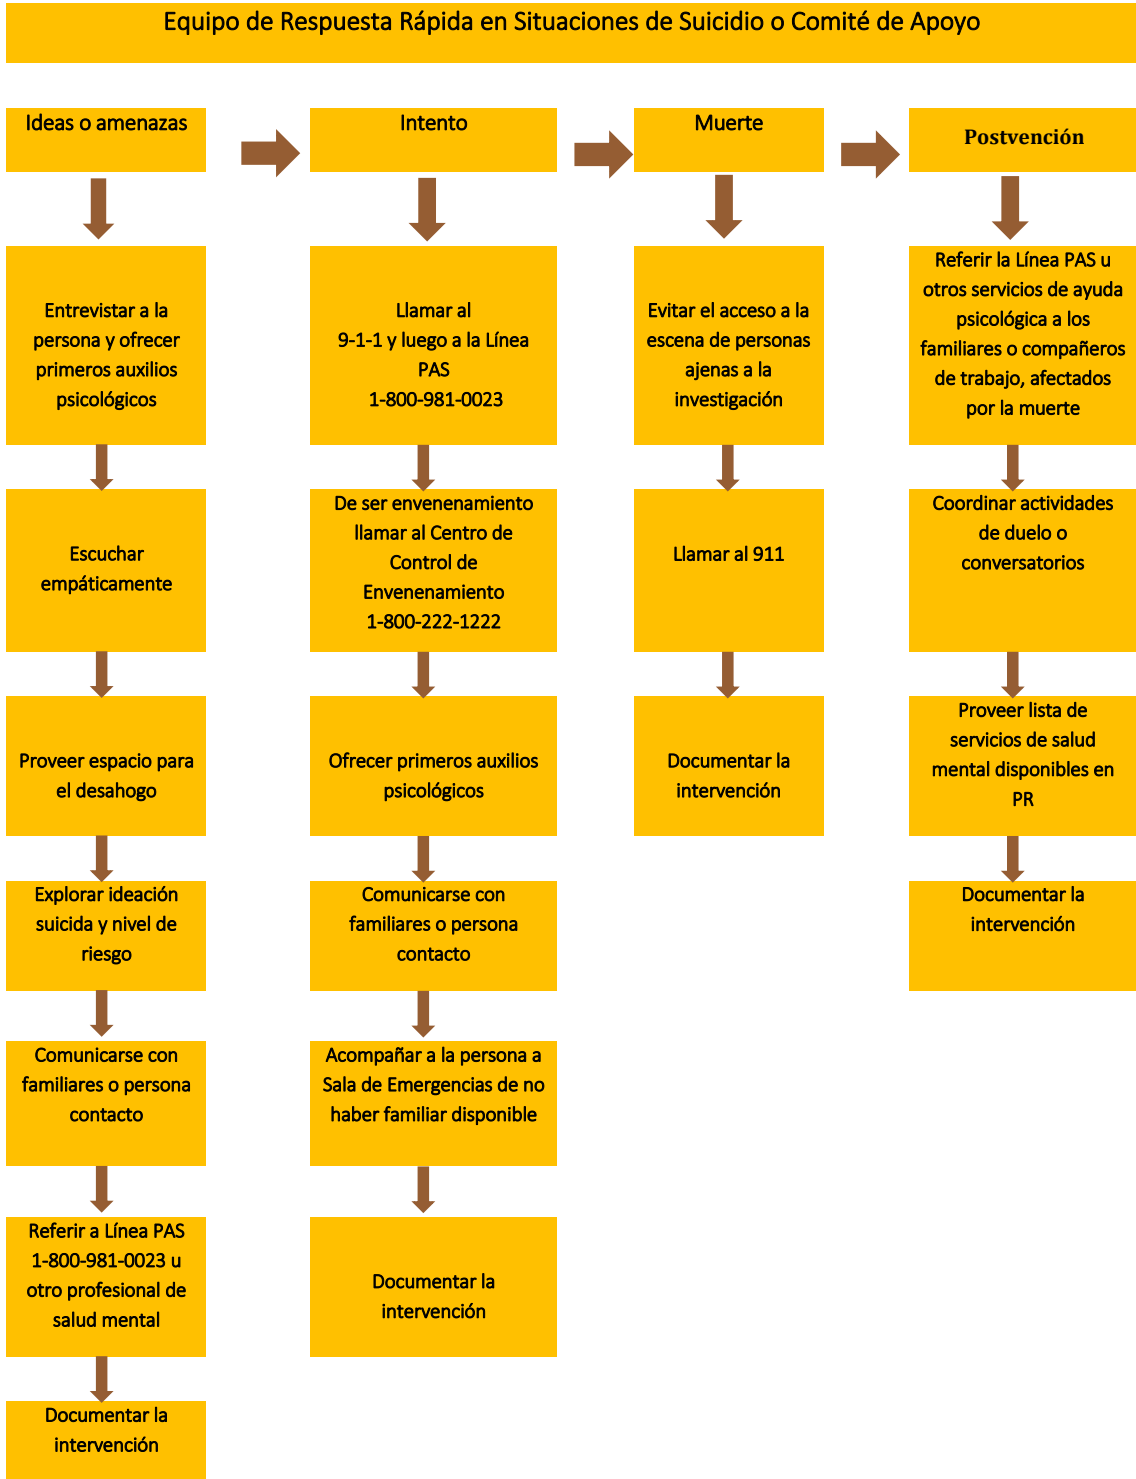 Equipo de Respuesta Rápida en Situaciones de Suicidio o Comité de Apoyo
Ideas o amenazas
Entrevistar a la
persona y ofrecer
primeros auxilios
psicológicos
Escuchar
empáticamente
Proveer espacio para
el desahogo
Explorar ideación
suicida y nivel de
riesgo
Comunicarse con
familiares o persona
contacto
Referir a Línea PAS
1-800-981-0023 u
otro profesional de
salud mental
Documentar la
intervención
Intento
Llamar al
9-1-1 y luego a la Línea
PAS
1-800-981-0023
De ser envenenamiento
llamar al Centro de
Control de
Envenenamiento
1-800-222-1222
Ofrecer primeros auxilios
psicológicos
Comunicarse con
familiares o persona
contacto
Acompañar a la persona a
Sala de Emergencias de no
haber familiar disponible
Documentar la
intervención
Muerte
Evitar el acceso a la
escena de personas
ajenas a la
investigación
Llamar al 911
Documentar la
intervención
Postvención
Referir la Línea PAS u
otros servicios de ayuda
psicológica a los
familiares o compañeros
de trabajo, afectados
por la muerte
Coordinar actividades
de duelo o
conversatorios
Proveer lista de
servicios de salud
mental disponibles en
PR
Documentar la
intervención